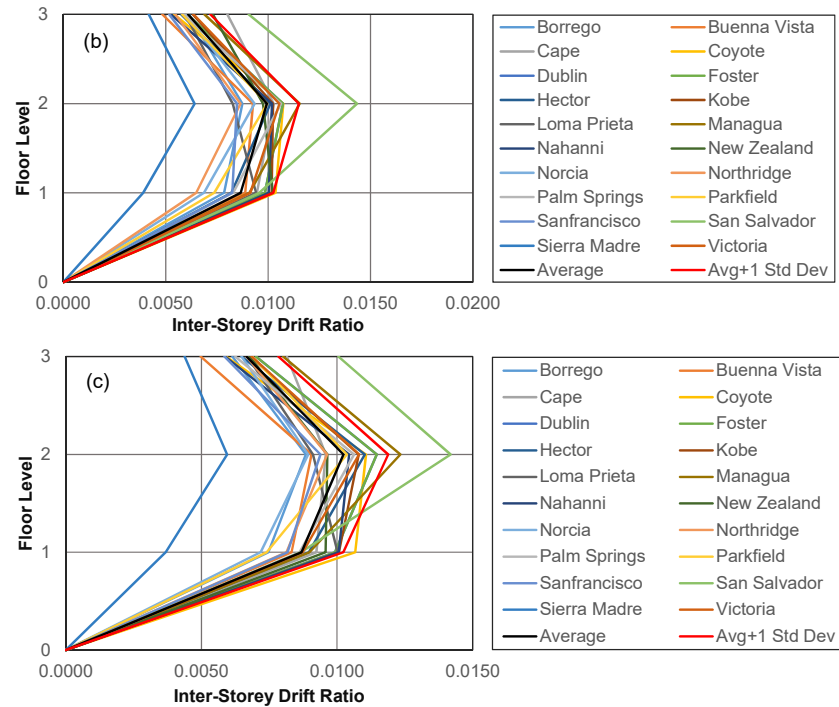 (b)
3
2
1
0
Floor Level
0.0000 0.0050 0.0100 0.0150 0.0200
Inter-Storey Drift Ratio
Borrego Buenna Vista
Cape Coyote
Dublin Foster
Hector Kobe
Loma Prieta Managua
Nahanni New Zealand
Norcia Northridge
Palm Springs Parkfield
Sanfrancisco San Salvador
Sierra Madre Victoria
Average Avg+1 Std Dev
(c)
3
2
1
0
Floor Level
0.0000 0.0050 0.0100 0.0150
Inter-Storey Drift Ratio
Borrego Buenna Vista
Cape Coyote
Dublin Foster
Hector Kobe
Loma Prieta Managua
Nahanni New Zealand
Norcia Northridge
Palm Springs Parkfield
Sanfrancisco San Salvador
Sierra Madre Victoria
Average Avg+1 Std Dev